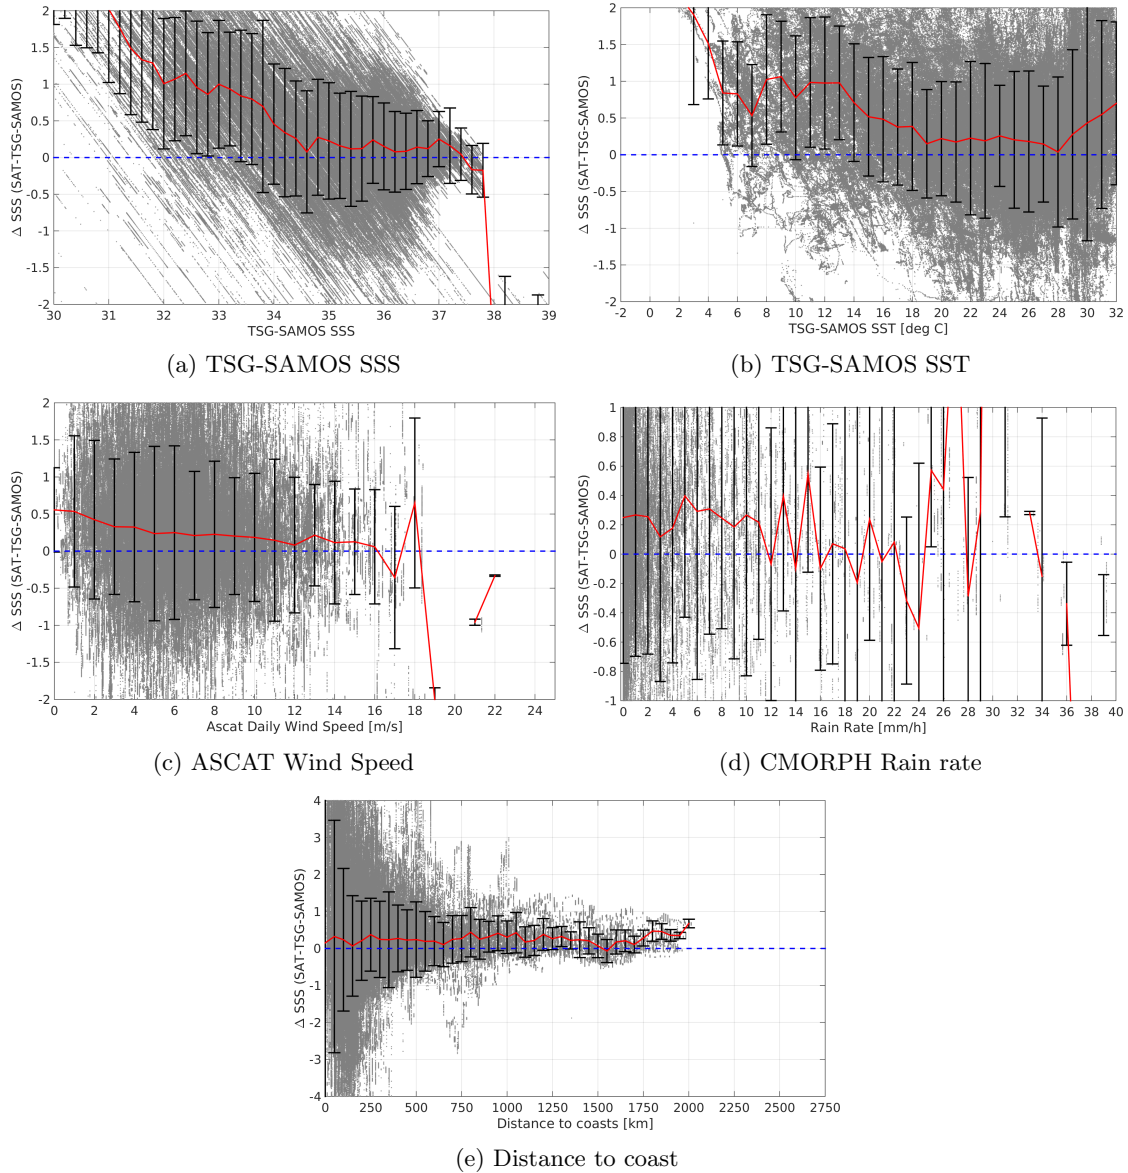 2
1.5
1
0.5
0
-0.5
-1
-1.5
-2
Δ SSS (SAT-TSG-SAMOS)
30 31 32 33 34 35 36 37 38 39
TSG-SAMOS SSS
(a) TSG-SAMOS SSS
2
1.5
1
0.5
0
-0.5
-1
-1.5
-2
Δ SSS (SAT-TSG-SAMOS)
-2 0 2 4 6 8 10 12 14 16 18 20 22 24 26 28 30 32
TSG-SAMOS SST [deg C]
(b) TSG-SAMOS SST
2
1.5
1
0.5
0
-0.5
-1
-1.5
-2
Δ SSS (SAT-TSG-SAMOS)
0 2 4 6 8 10 12 14 16 18 20 22 24
Ascat Daily Wind Speed [m/s]
(c) ASCAT Wind Speed
1
0.8
0.6
0.4
0.2
0
-0.2
-0.4
-0.6
-0.8
-1
Δ SSS (SAT-TSG-SAMOS)
0 2 4 6 8 10 12 14 16 18 20 22 24 26 28 30 32 34 36 38 40
Rain Rate [mm/h]
(d) CMORPH Rain rate
4
3
2
1
0
-1
-2
-3
-4
Δ SSS (SAT-TSG-SAMOS)
0 250 500 750 1000 1250 1500 1750 2000 2250 2500 2750
Distance to coasts [km]
(e) Distance to coast